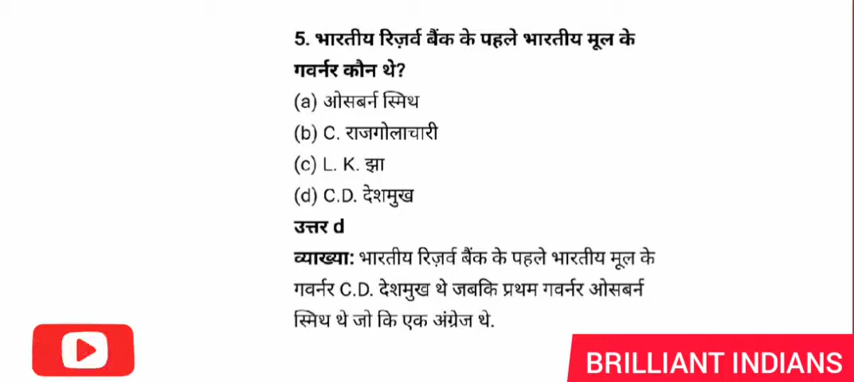 5. भारतीय रिज़र्व बैंक के पहले भारतीय मूल के
गवर्नर कौन थे?
(a) ओसबर्न स्मिथ
(b) C. राजगोलाचारी
(c) L. K. झा
(d) C.D. देशमुख
उत्तर d
व्याख्या: भारतीय रिज़र्व बैंक के पहले भारतीय मूल के
गवर्नर C.D. देशमुख थे जबकि प्रथम गवर्नर ओसबर्न
स्मिथ थे जो कि एक अंग्रेज थे.
BRILLIANT INDIANS